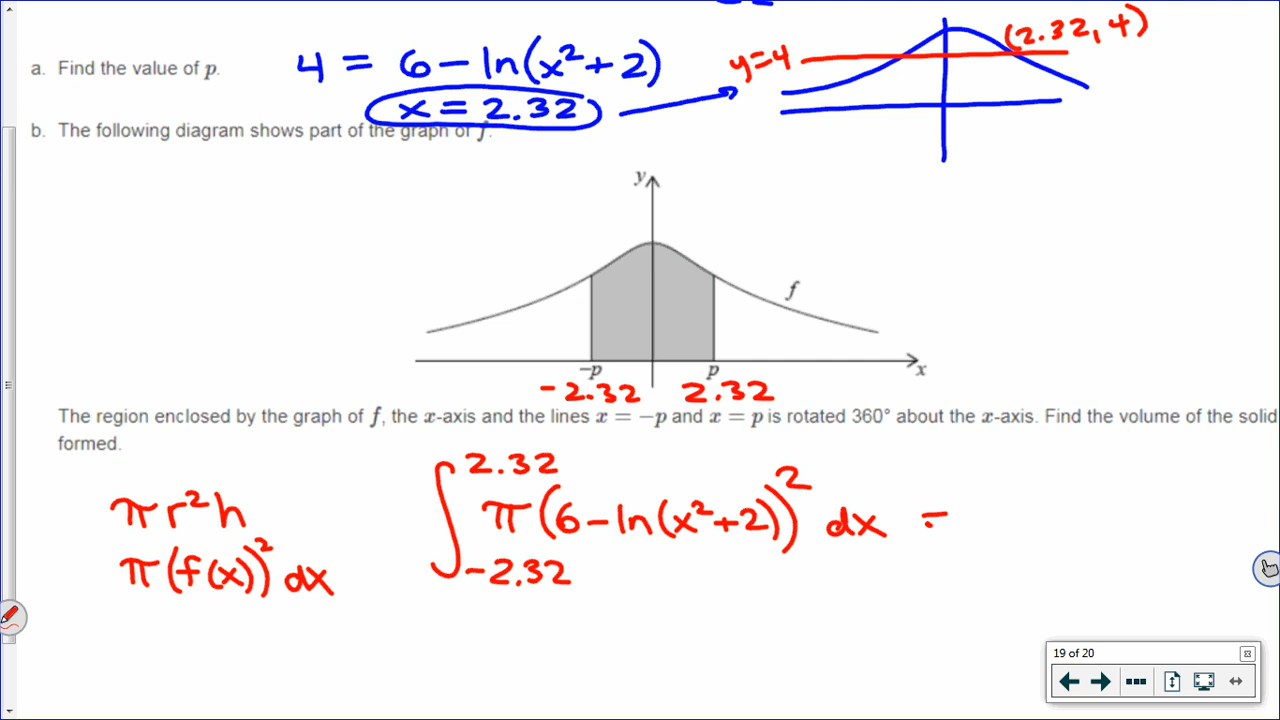 4 = 6 − ln(x² + 2)
y=4
(2.32, 4)
a. Find the value of p.
x = 2.32
b. The following diagram shows part of the graph of f.
y
f
−p
p
x
−2.32
2.32
The region enclosed by the graph of f, the x-axis and the lines x = −p and x = p is rotated 360° about the x-axis. Find the volume of the solid
formed.
πr²h
π(f(x))² dx
∫_{−2.32}^{2.32} π(6−ln(x²+2))² dx =
19 of 20